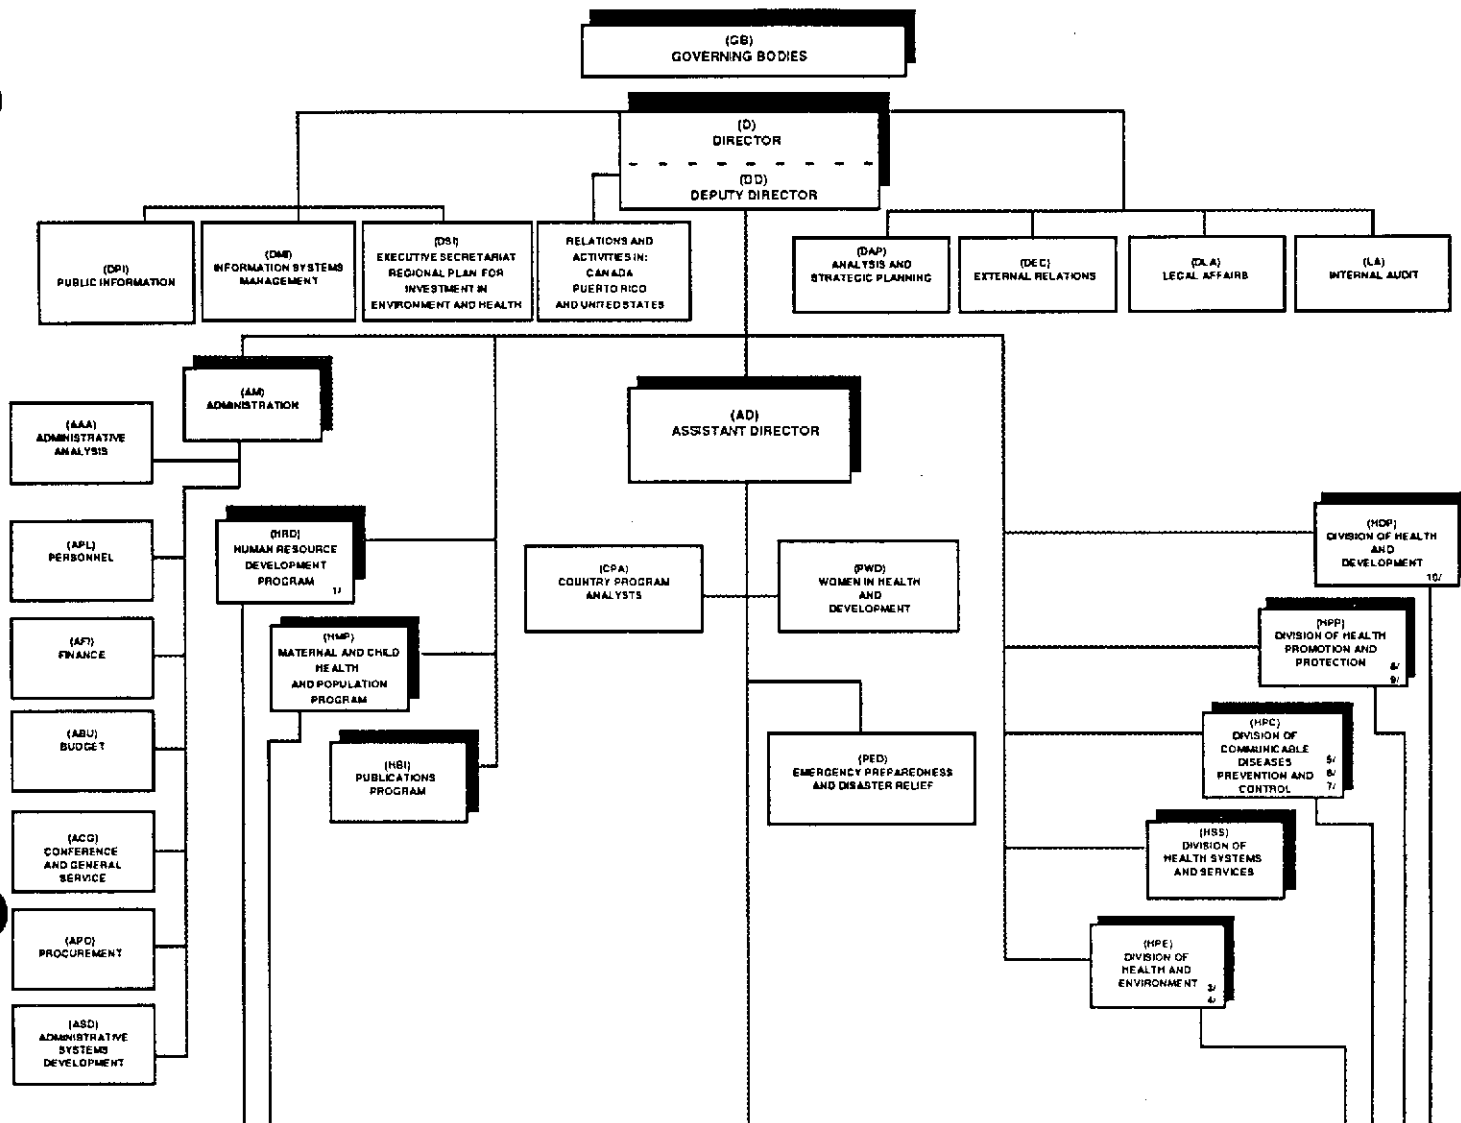 (GB)
GOVERNING BODIES
(D)
DIRECTOR
(DD)
DEPUTY DIRECTOR
(DPI)
PUBLIC INFORMATION
(DMI)
INFORMATION SYSTEMS
MANAGEMENT
(DSI)
EXECUTIVE SECRETARIAT
REGIONAL PLAN FOR
INVESTMENT IN
ENVIRONMENT AND HEALTH
RELATIONS AND
ACTIVITIES IN:
CANADA
PUERTO RICO
AND UNITED STATES
(DAP)
ANALYSIS AND
STRATEGIC PLANNING
(DEC)
EXTERNAL RELATIONS
(DLA)
LEGAL AFFAIRS
(LA)
INTERNAL AUDIT
(AM)
ADMINISTRATION
(AD)
ASSISTANT DIRECTOR
(AAA)
ADMINISTRATIVE
ANALYSIS
(APL)
PERSONNEL
(AFI)
FINANCE
(ABU)
BUDGET
(ACG)
CONFERENCE
AND GENERAL
SERVICE
(APO)
PROCUREMENT
(ASD)
ADMINISTRATIVE
SYSTEMS
DEVELOPMENT
(HRD)
HUMAN RESOURCE
DEVELOPMENT
PROGRAM
1/
(HMP)
MATERNAL AND CHILD
HEALTH
AND POPULATION
PROGRAM
(HBI)
PUBLICATIONS
PROGRAM
(CPA)
COUNTRY PROGRAM
ANALYSTS
(PWD)
WOMEN IN HEALTH
AND
DEVELOPMENT
(PED)
EMERGENCY PREPAREDNESS
AND DISASTER RELIEF
(HDP)
DIVISION OF HEALTH
AND
DEVELOPMENT
10/
(HPP)
DIVISION OF HEALTH
PROMOTION AND
PROTECTION
8/
9/
(HPC)
DIVISION OF
COMMUNICABLE
DISEASES 5/
PREVENTION AND 6/
CONTROL 7/
(HSS)
DIVISION OF
HEALTH SYSTEMS
AND SERVICES
(HPE)
DIVISION OF
HEALTH AND
ENVIRONMENT
3/
4/